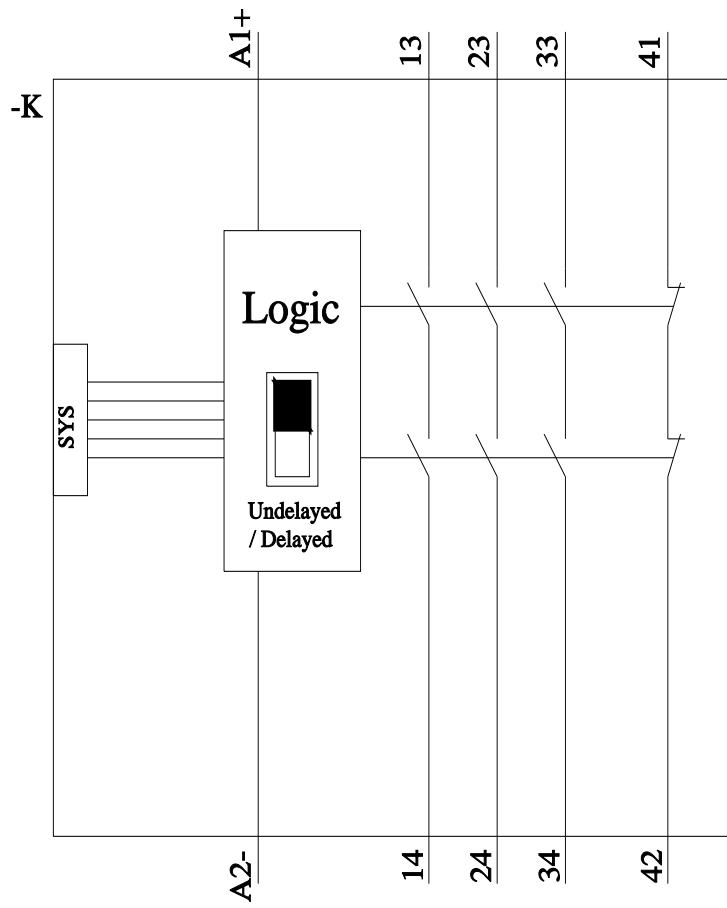 A1+
13
23
33
41
-K
Logic
SYS
Undelayed
/ Delayed
A2-
14
24
34
42